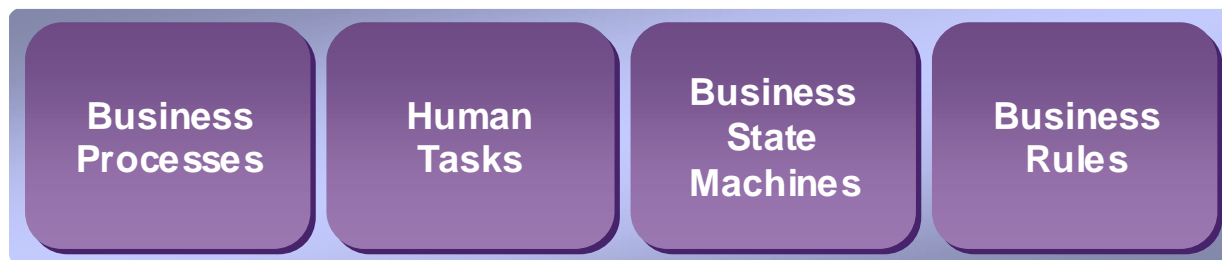 Business
Processes
Human
Tasks
Business
State
Machines
Business
Rules